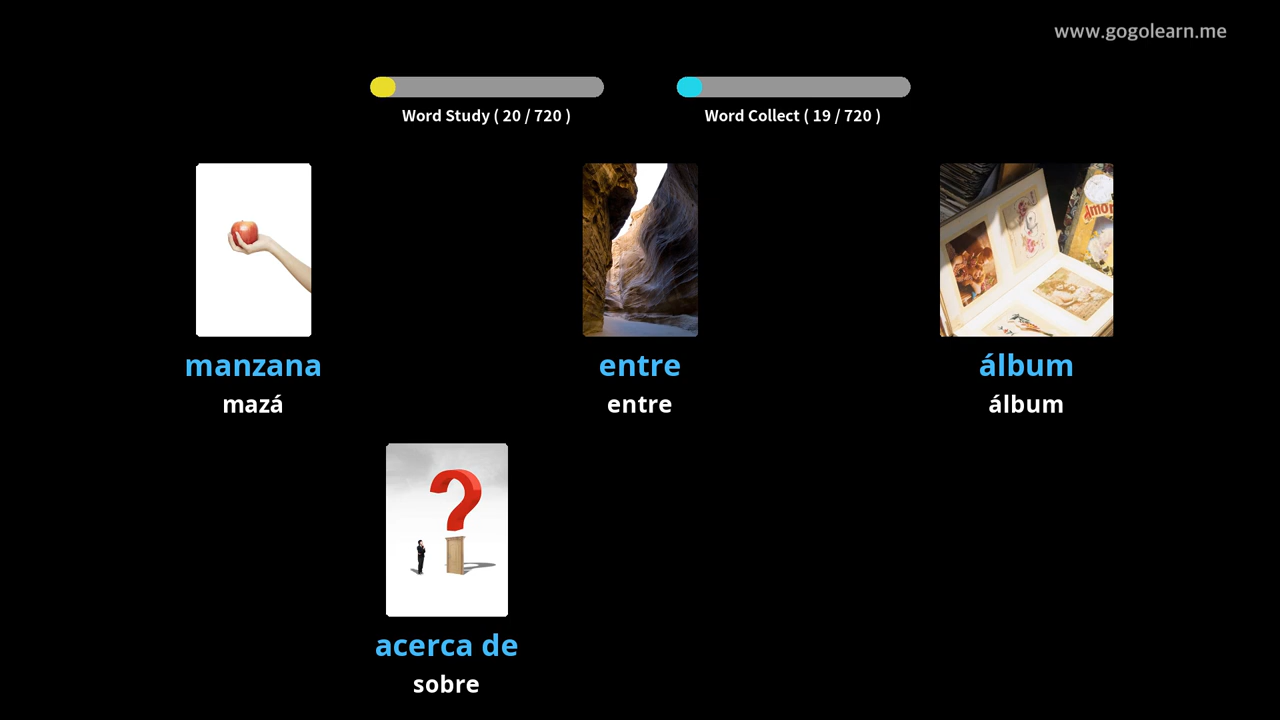 www.gogolearn.me
Word Study ( 20 / 720 )
Word Collect ( 19 / 720 )
manzana
mazá
entre
entre
álbum
álbum
acerca de
sobre